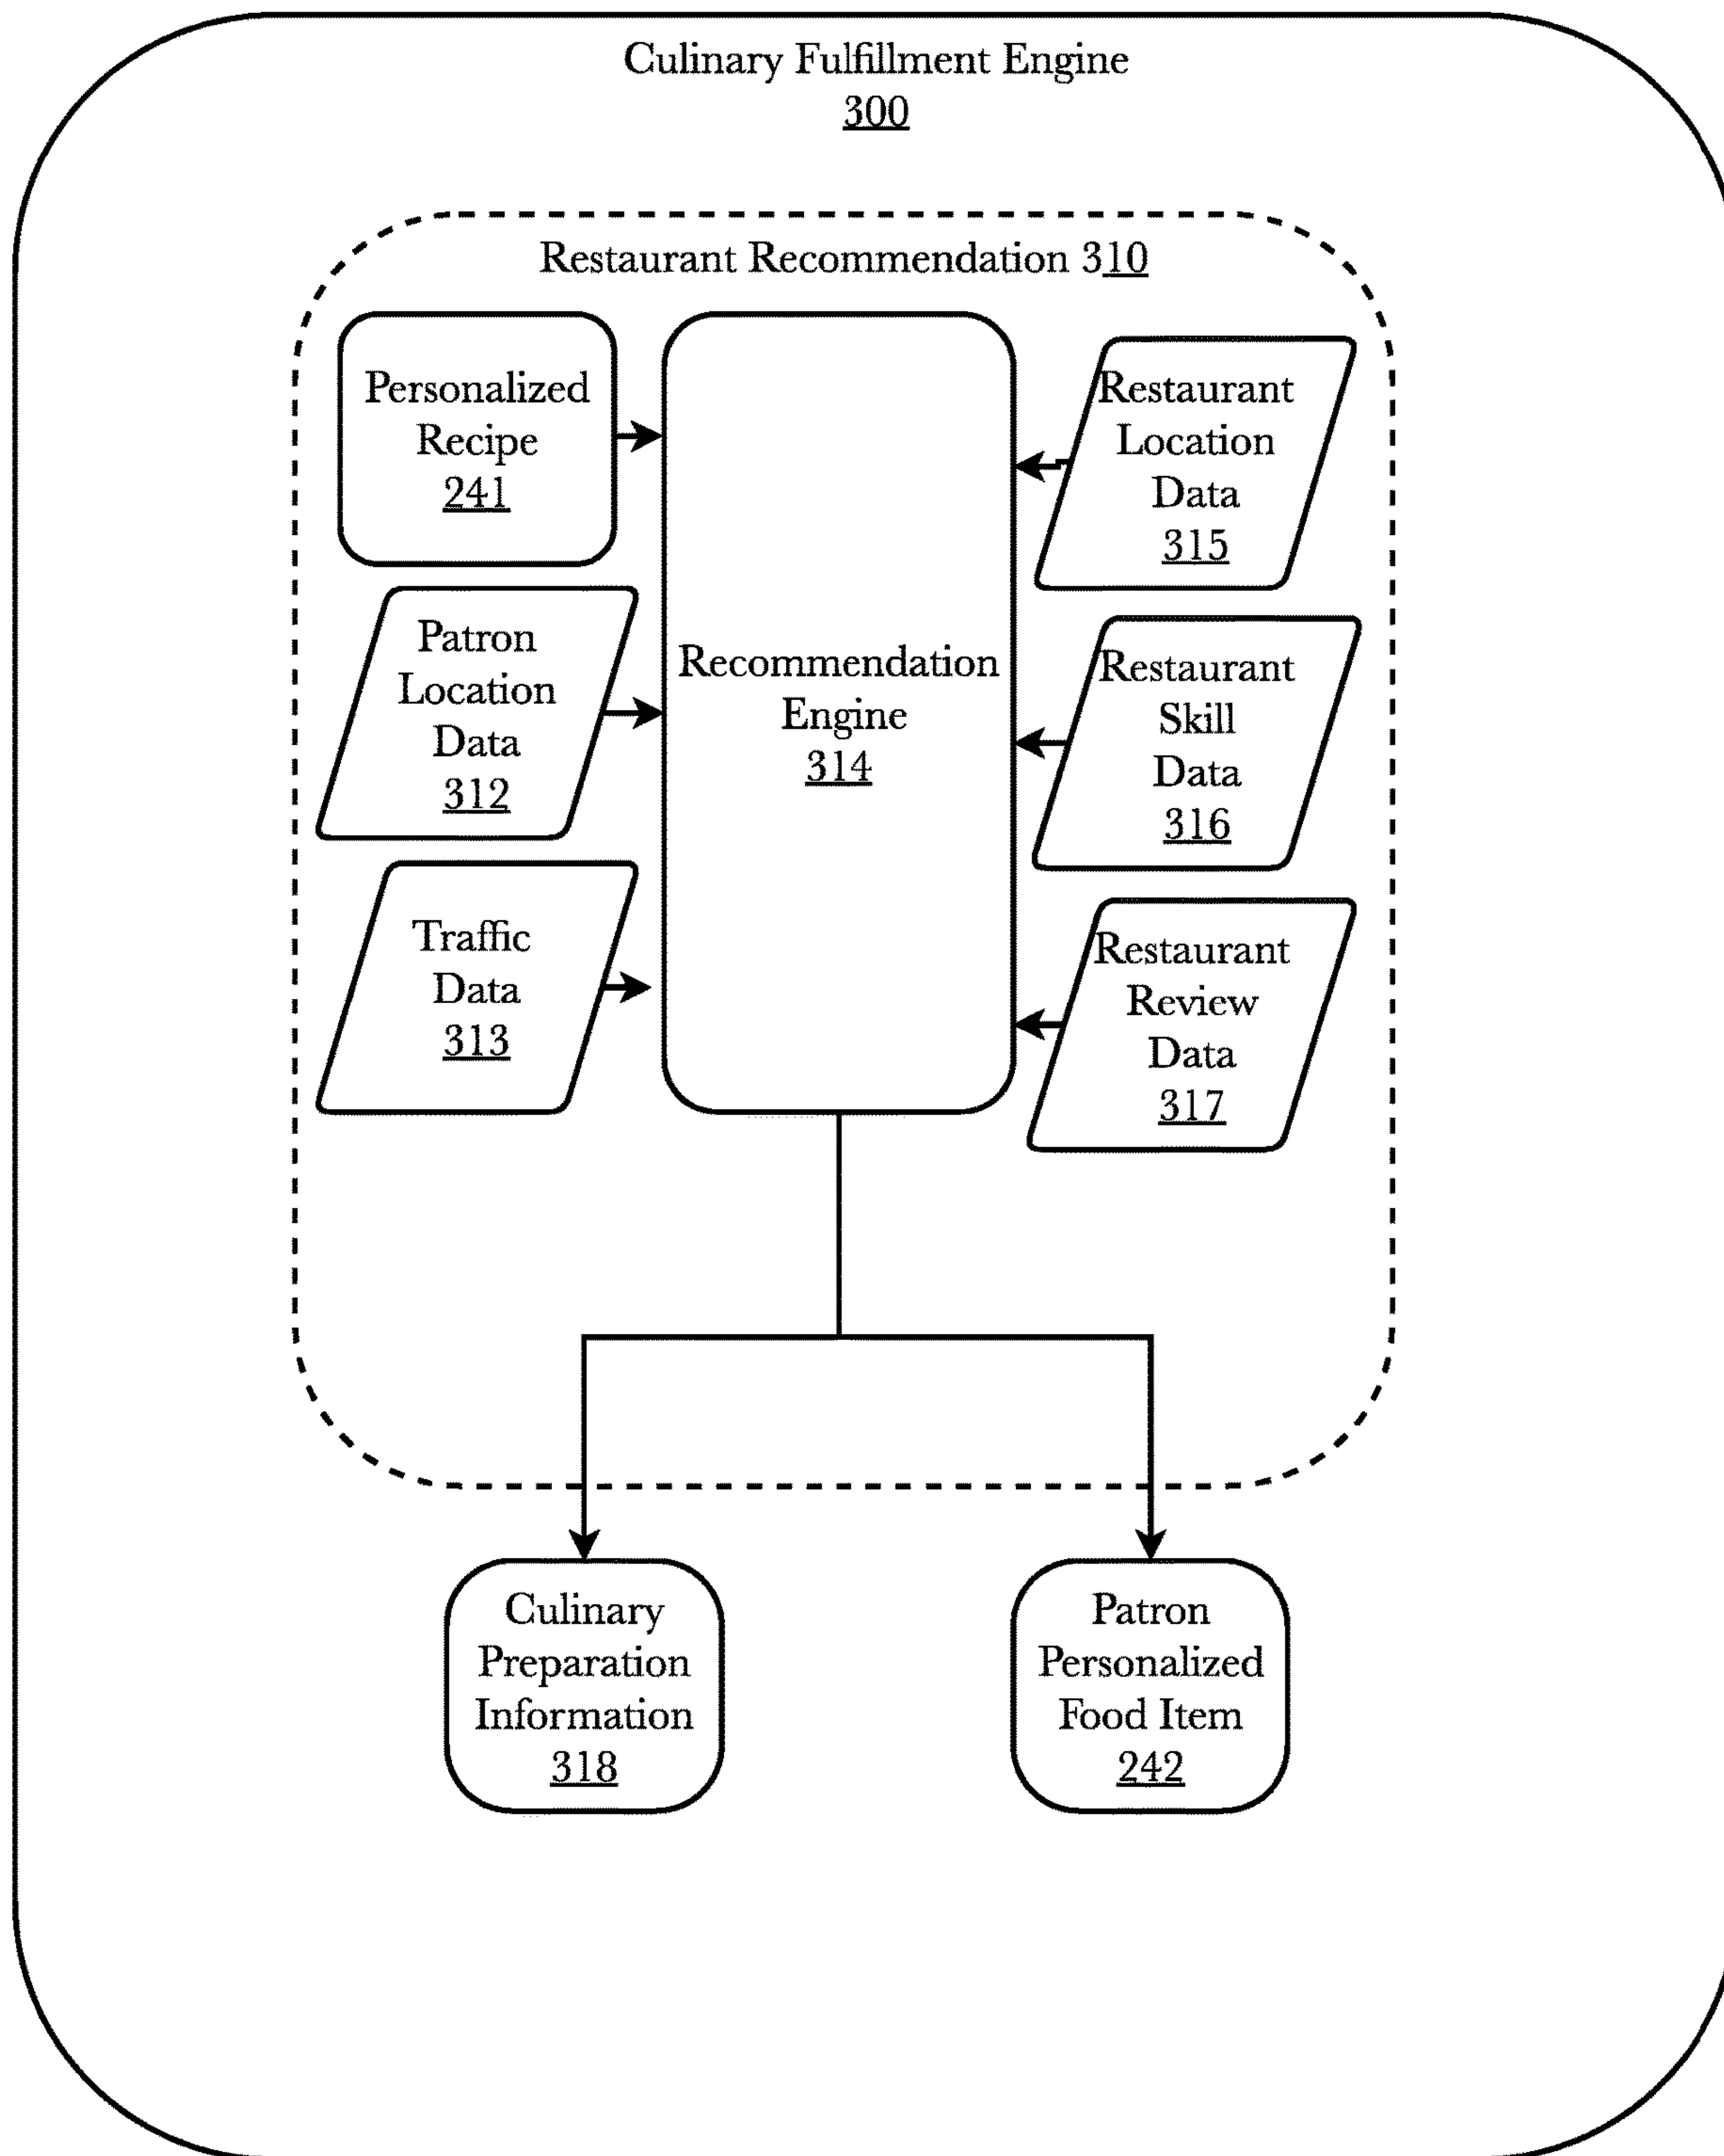 Culinary Fulfillment Engine
300
Restaurant Recommendation 310
Personalized
Recipe
241
Patron
Location
Data
312
Traffic
Data
313
Recommendation
Engine
314
Restaurant
Location
Data
315
Restaurant
Skill
Data
316
Restaurant
Review
Data
317
Culinary
Preparation
Information
318
Patron
Personalized
Food Item
242